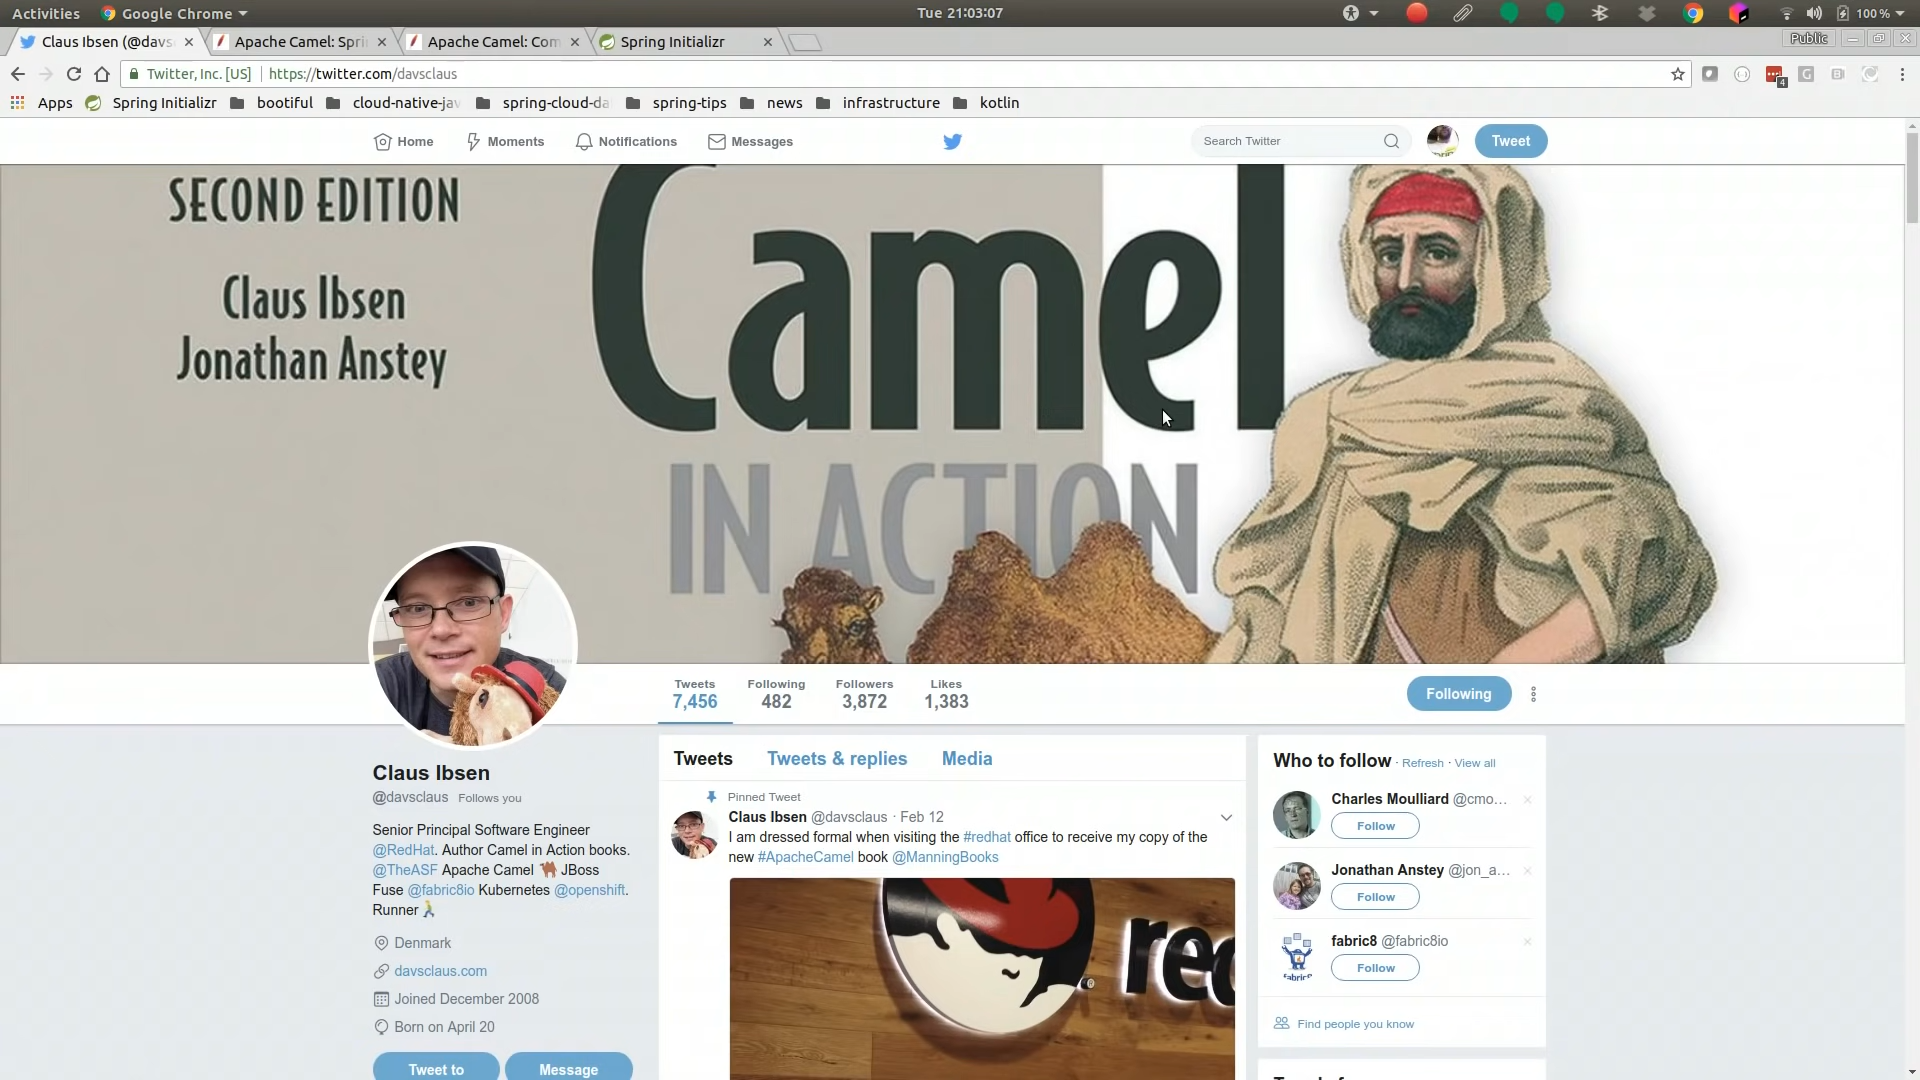 Activities
Google Chrome
Tue 21:03:07
100 %
Claus Ibsen (@davs
Apache Camel: Spri
Apache Camel: Com
Spring Initializr
Public
Twitter, Inc. [US]
https://twitter.com/davsclaus
4
Apps
Spring Initializr
bootiful
cloud-native-jav
spring-cloud-da
spring-tips
news
infrastructure
kotlin
Home
Moments
Notifications
Messages
Search Twitter
Tweet
SECOND EDITION
Claus Ibsen
Jonathan Anstey
Camel
IN ACTION
Tweets
7,456
Following
482
Followers
3,872
Likes
1,383
Following
Claus Ibsen
@davsclaus Follows you
Senior Principal Software Engineer
@RedHat. Author Camel in Action books.
@TheASF Apache Camel 🐫 JBoss
Fuse @fabric8io Kubernetes @openshift.
Runner 🏃
Denmark
davsclaus.com
Joined December 2008
Born on April 20
Tweet to
Message
Tweets
Tweets & replies
Media
Pinned Tweet
Claus Ibsen @davsclaus · Feb 12
I am dressed formal when visiting the #redhat office to receive my copy of the
new #ApacheCamel book @ManningBooks
red
Who to follow · Refresh · View all
Charles Moulliard @cmo...
Follow
Jonathan Anstey @jon_a...
Follow
fabric8 @fabric8io
Follow
Find people you know